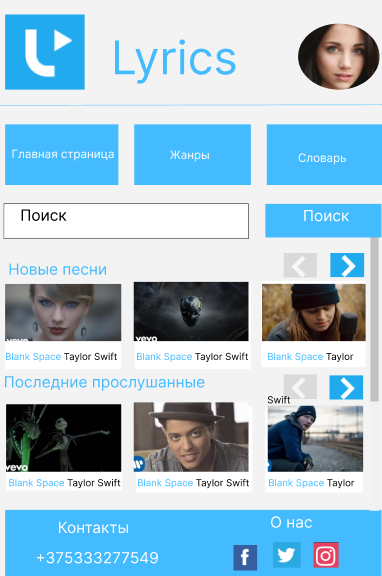 Lyrics
Главная страница
Жанры
Словарь
Поиск
Поиск
Новые песни
vevo
vevo
Blank Space Taylor Swift
Blank Space Taylor Swift
Blank Space Taylor
Swift
Последние прослушанные
vevo
Blank Space Taylor Swift
Blank Space Taylor Swift
Blank Space Taylor
Контакты
О нас
+375333277549